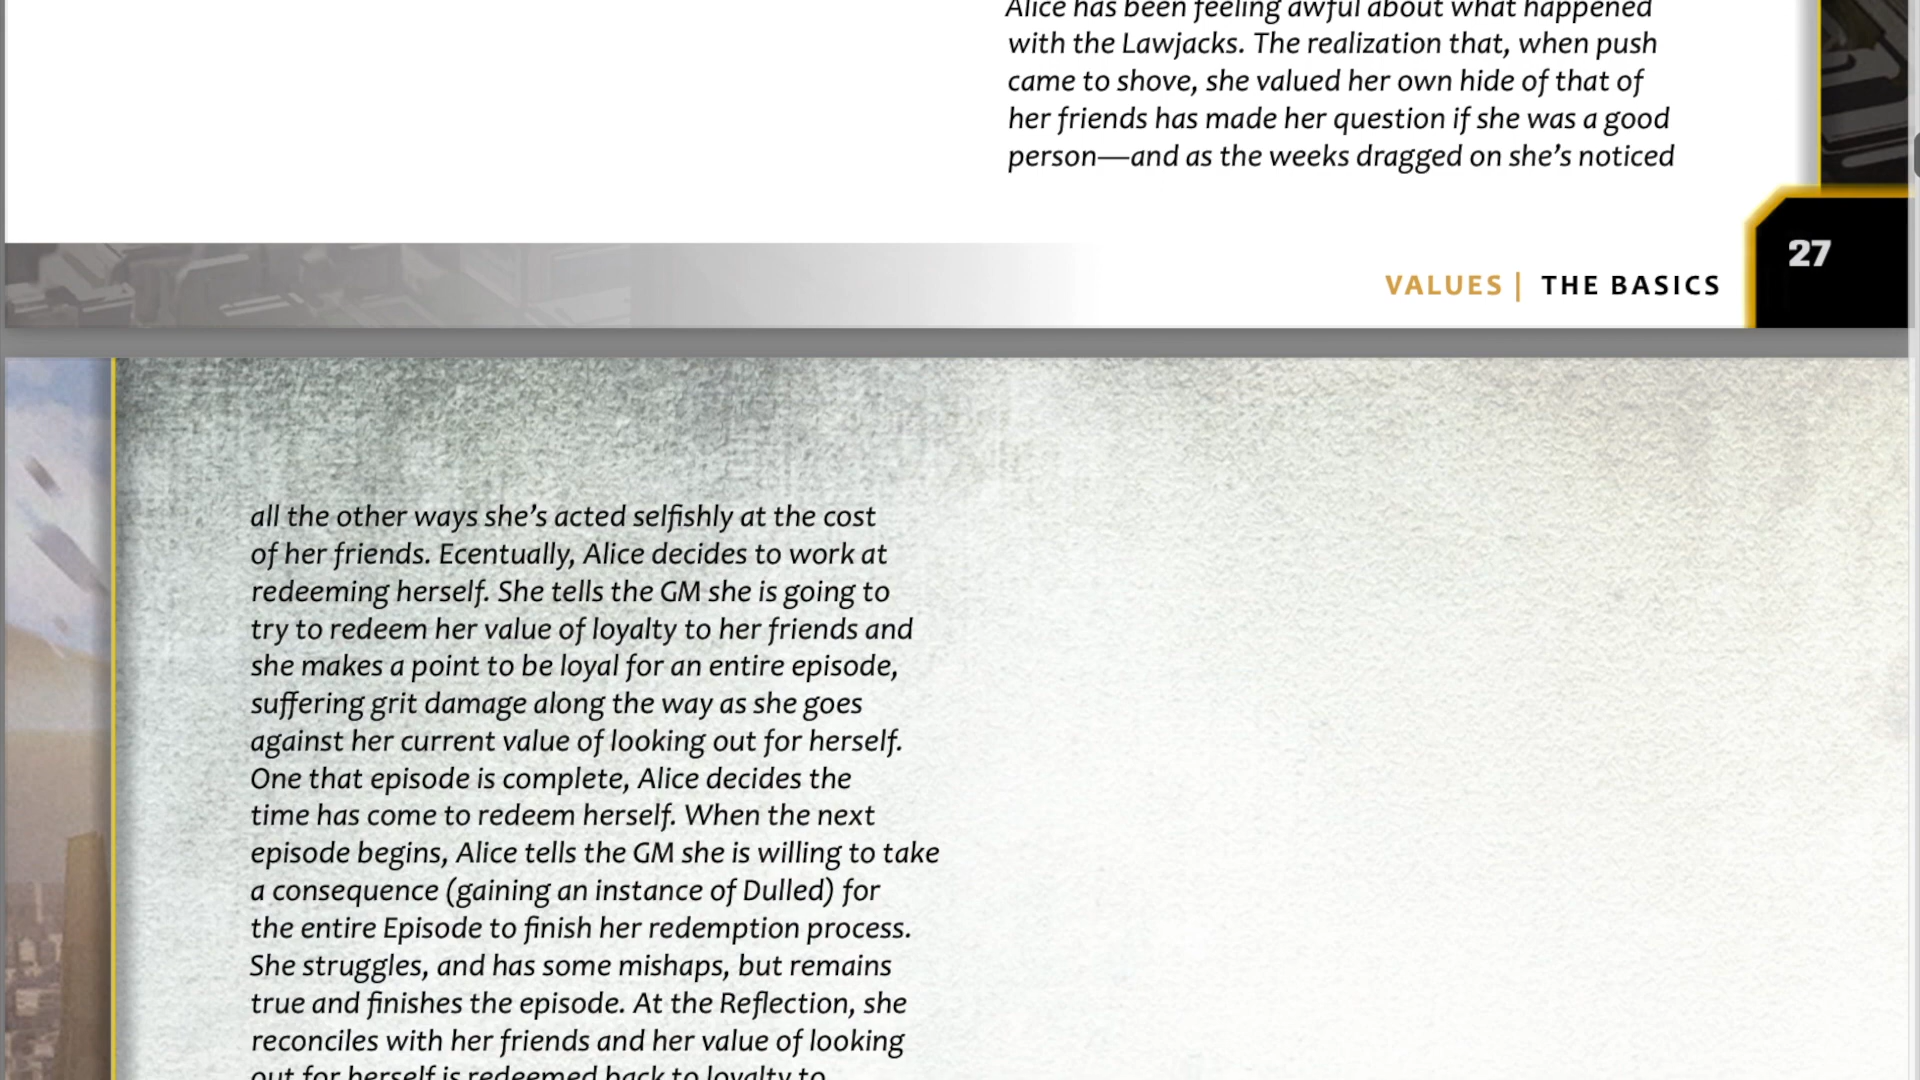 Alice has been feeling awful about what happened
with the Lawjacks. The realization that, when push
came to shove, she valued her own hide of that of
her friends has made her question if she was a good
person—and as the weeks dragged on she's noticed
VALUES | THE BASICS
27
all the other ways she's acted selfishly at the cost
of her friends. Ecentually, Alice decides to work at
redeeming herself. She tells the GM she is going to
try to redeem her value of loyalty to her friends and
she makes a point to be loyal for an entire episode,
suffering grit damage along the way as she goes
against her current value of looking out for herself.
One that episode is complete, Alice decides the
time has come to redeem herself. When the next
episode begins, Alice tells the GM she is willing to take
a consequence (gaining an instance of Dulled) for
the entire Episode to finish her redemption process.
She struggles, and has some mishaps, but remains
true and finishes the episode. At the Reflection, she
reconciles with her friends and her value of looking
out for herself is redeemed back to loyalty to